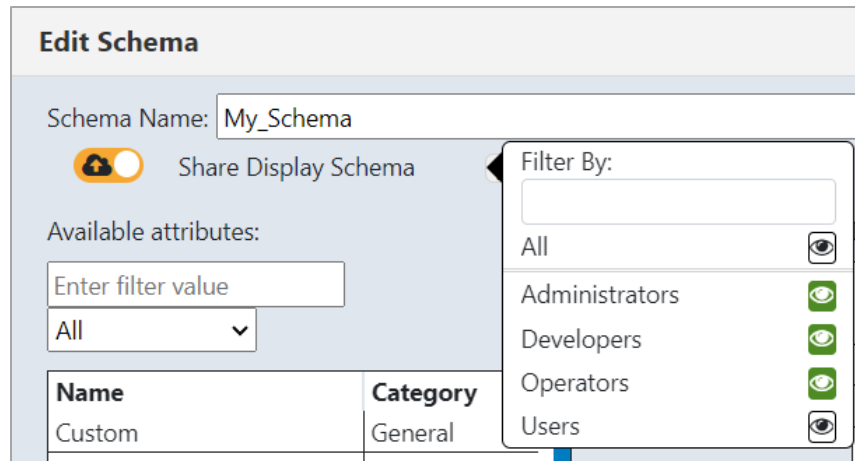 Edit Schema
Schema Name: My_Schema
Share Display Schema
Filter By:
All
Administrators
Developers
Operators
Users
Available attributes:
Enter filter value
All
Name Category
Custom General